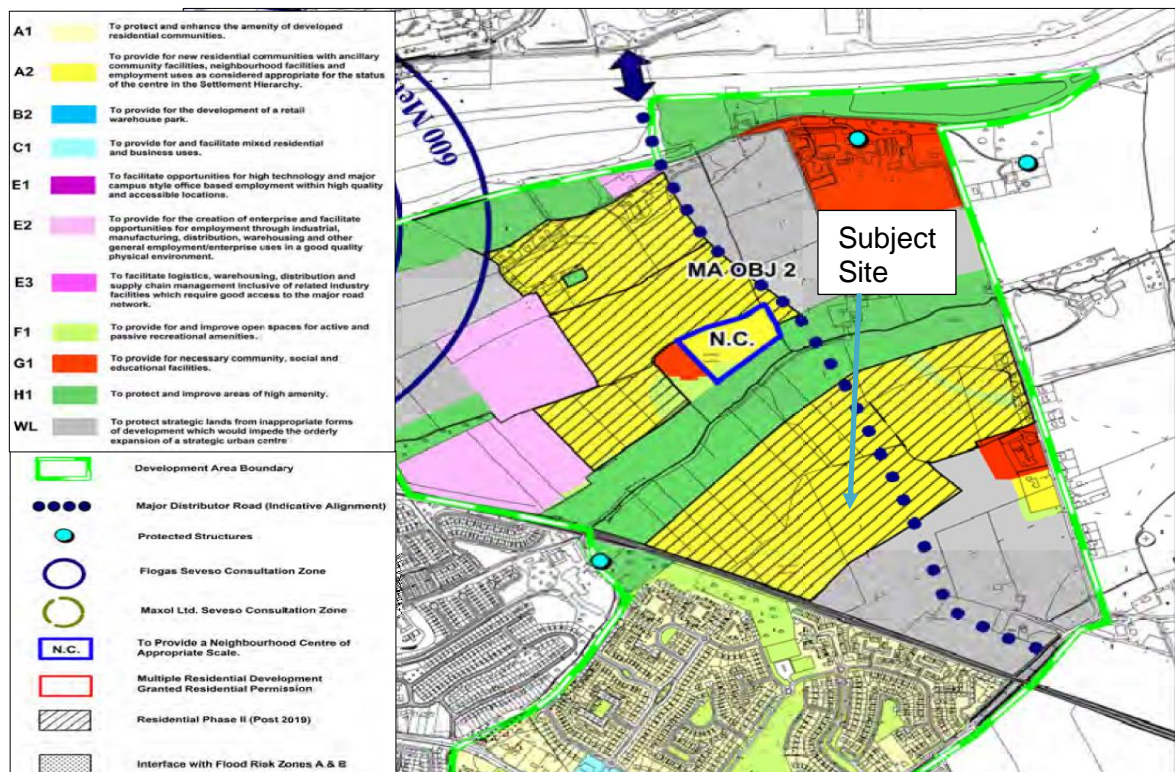 A1
To protect and enhance the amenity of developed
residential communities.
A2
To provide for new residential communities with ancillary
community facilities, neighbourhood facilities and
employment uses as considered appropriate for the status
of the centre in the Settlement Hierarchy.
B2
To provide for the development of a retail
warehouse park.
C1
To provide for and facilitate mixed residential
and business uses.
E1
To facilitate opportunities for high technology and major
campus style office based employment within high quality
and accessible locations.
E2
To provide for the creation of enterprise and facilitate
opportunities for employment through industrial,
manufacturing, distribution, warehousing and other
general employment/enterprise uses in a good quality
physical environment.
E3
To facilitate logistics, warehousing, distribution and
supply chain management inclusive of related industry
facilities which require good access to the major road
network.
F1
To provide for and improve open spaces for active and
passive recreational amenities.
G1
To provide for necessary community, social and
educational facilities.
H1
To protect and improve areas of high amenity.
WL
To protect strategic lands from inappropriate forms
of development which would impede the orderly
expansion of a strategic urban centre
Development Area Boundary
Major Distributor Road (Indicative Alignment)
Protected Structures
Flogas Seveso Consultation Zone
Maxol Ltd. Seveso Consultation Zone
N.C.
To Provide a Neighbourhood Centre of
Appropriate Scale.
Multiple Residential Development
Granted Residential Permission
Residential Phase II (Post 2019)
Interface with Flood Risk Zones A & B
600 Me
MA OBJ 2
N.C.
Subject
Site